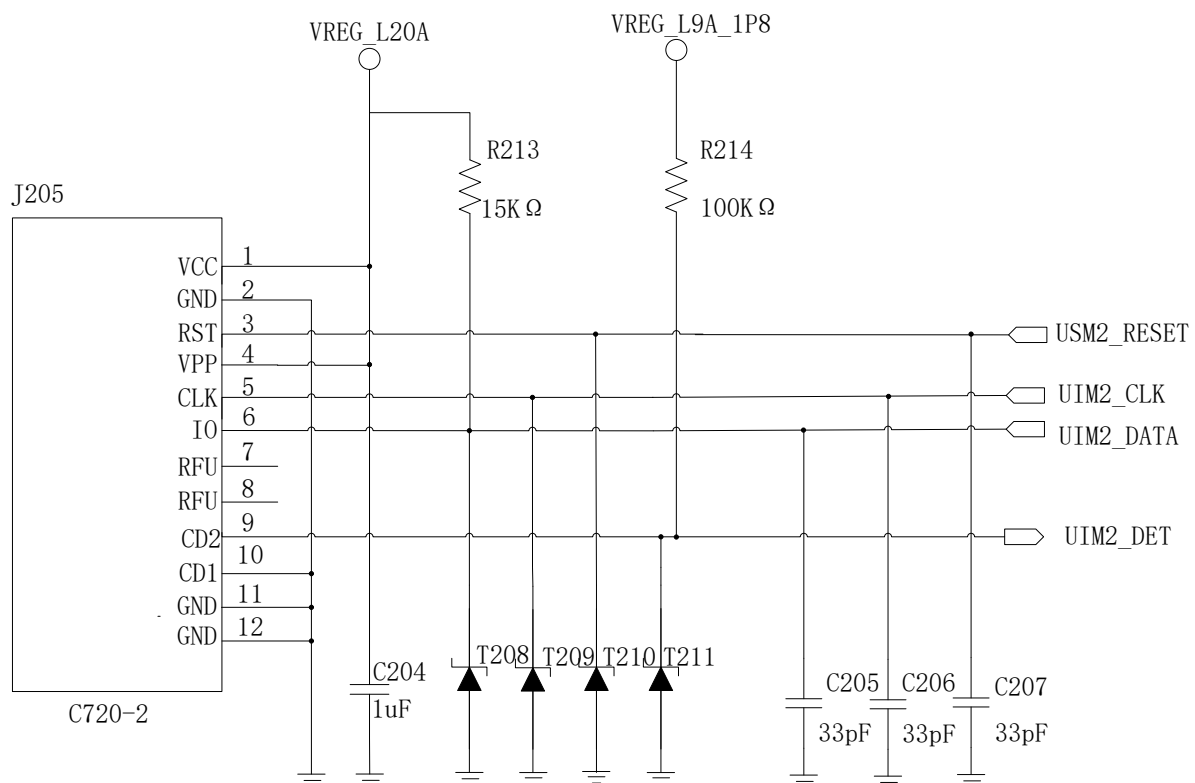 VREG_L20A
VREG_L9A_1P8
R213
15KΩ
R214
100KΩ
J205
VCC 1
GND 2
RST 3
VPP 4
CLK 5
IO 6
RFU 7
RFU 8
CD2 9
CD1 10
GND 11
GND 12
C720-2
USM2_RESET
UIM2_CLK
UIM2_DATA
UIM2_DET
C204
1uF
T208
T209
T210
T211
C205
33pF
C206
33pF
C207
33pF